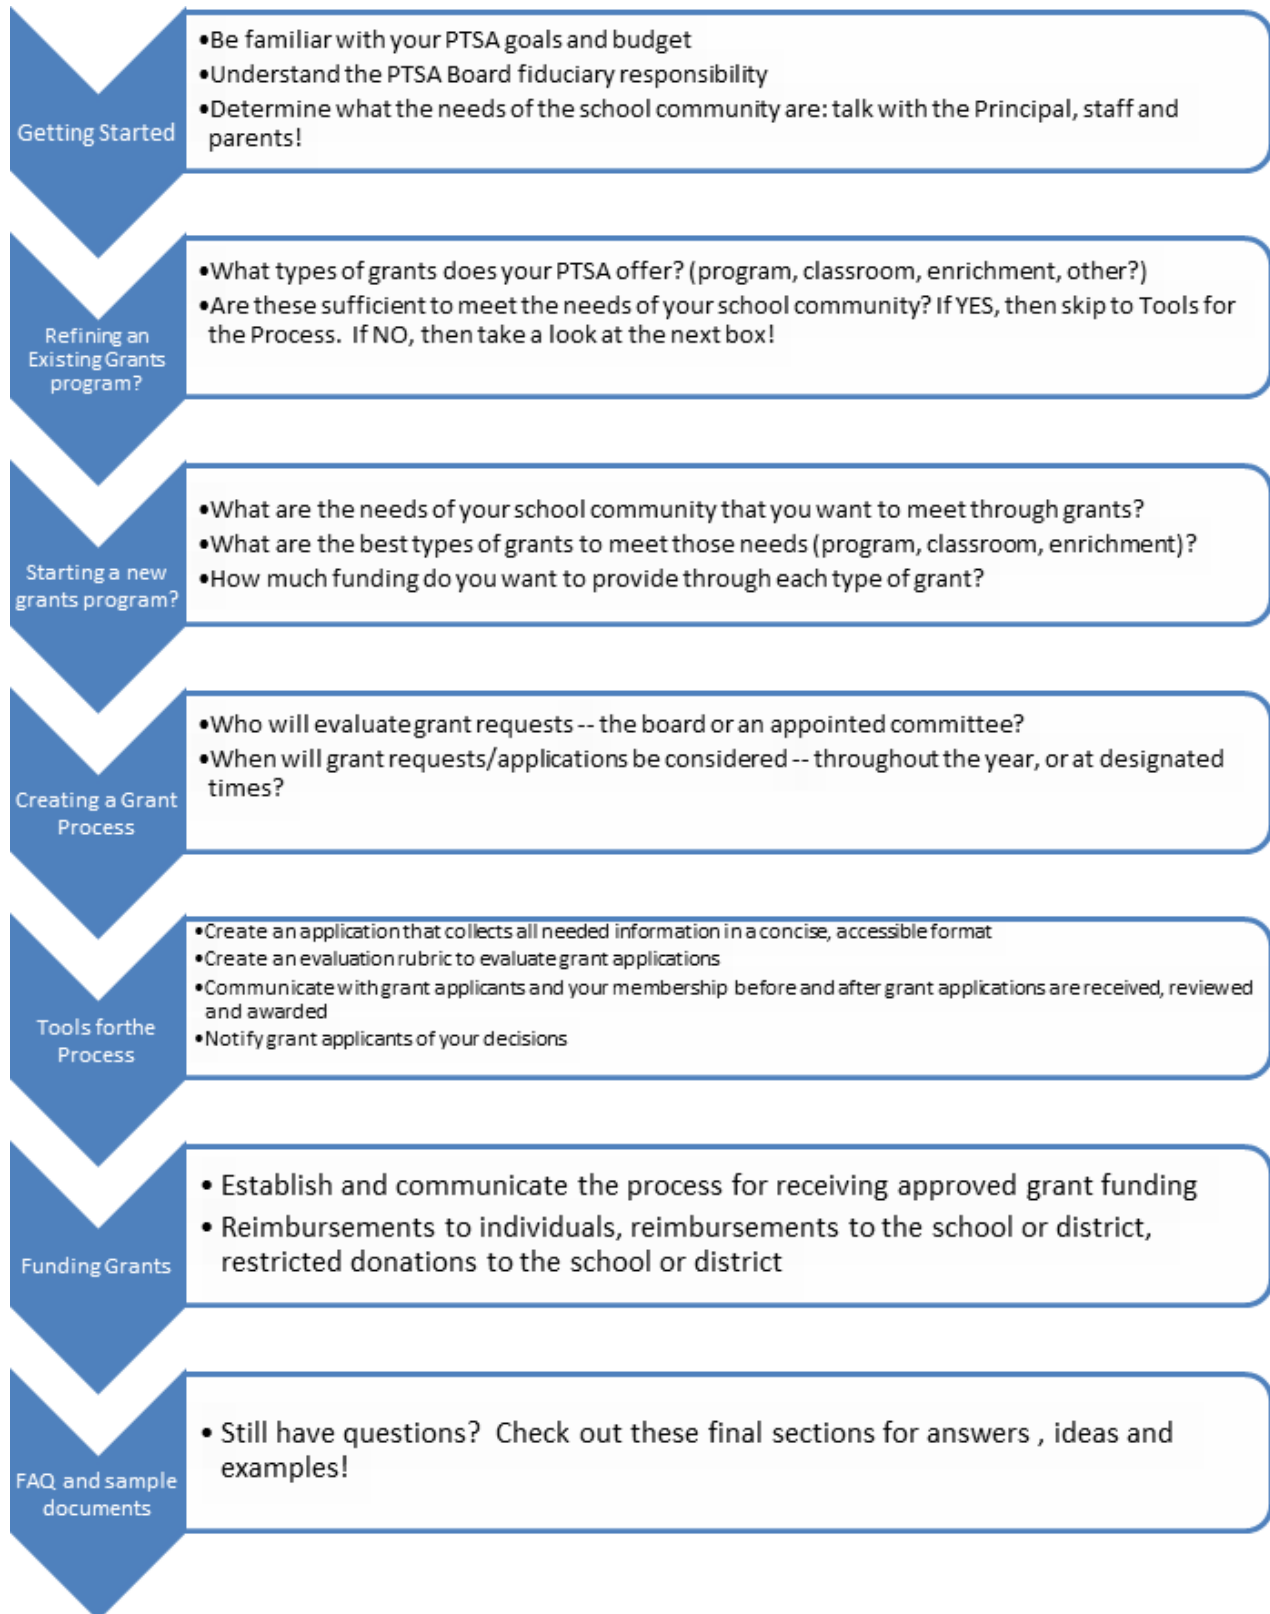 Getting Started
•Be familiar with your PTSA goals and budget
•Understand the PTSA Board fiduciary responsibility
•Determine what the needs of the school community are: talk with the Principal, staff and
parents!
Refining an
Existing Grants
program?
•What types of grants does your PTSA offer? (program, classroom, enrichment, other?)
•Are these sufficient to meet the needs of your school community? If YES, then skip to Tools for
the Process.  If NO, then take a look at the next box!
Starting a new
grants program?
•What are the needs of your school community that you want to meet through grants?
•What are the best types of grants to meet those needs (program, classroom, enrichment)?
•How much funding do you want to provide through each type of grant?
Creating a Grant
Process
•Who will evaluate grant requests -- the board or an appointed committee?
•When will grant requests/applications be considered -- throughout the year, or at designated
times?
Tools forthe
Process
•Create an application that collects all needed information in a concise, accessible format
•Create an evaluation rubric to evaluate grant applications
•Communicate with grant applicants and your membership before and after grant applications are received, reviewed
and awarded
•Notify grant applicants of your decisions
Funding Grants
• Establish and communicate the process for receiving approved grant funding
• Reimbursements to individuals, reimbursements to the school or district,
restricted donations to the school or district
FAQ and sample
documents
• Still have questions?  Check out these final sections for answers , ideas and
examples!